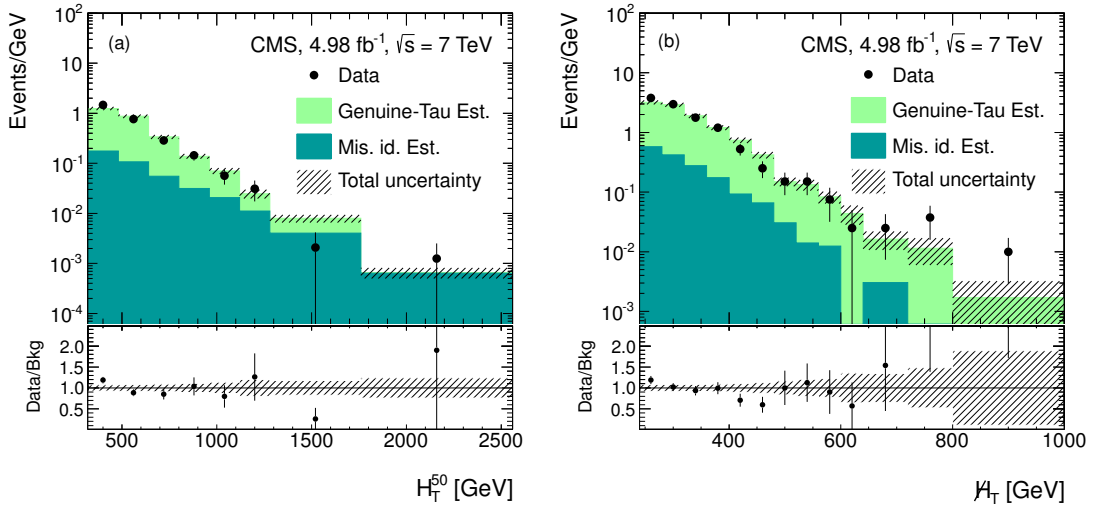 (a)
CMS, 4.98 fb⁻¹, √s = 7 TeV
Data
Genuine-Tau Est.
Mis. id. Est.
Total uncertainty
Events/GeV
10²
10
1
10⁻¹
10⁻²
10⁻³
10⁻⁴
Data/Bkg
2.0
1.5
1.0
0.5
500 1000 1500 2000 2500
H_T^50 [GeV]
(b)
CMS, 4.98 fb⁻¹, √s = 7 TeV
Data
Genuine-Tau Est.
Mis. id. Est.
Total uncertainty
Events/GeV
10²
10
1
10⁻¹
10⁻²
10⁻³
Data/Bkg
2.0
1.5
1.0
0.5
400 600 800 1000
H̸_T [GeV]